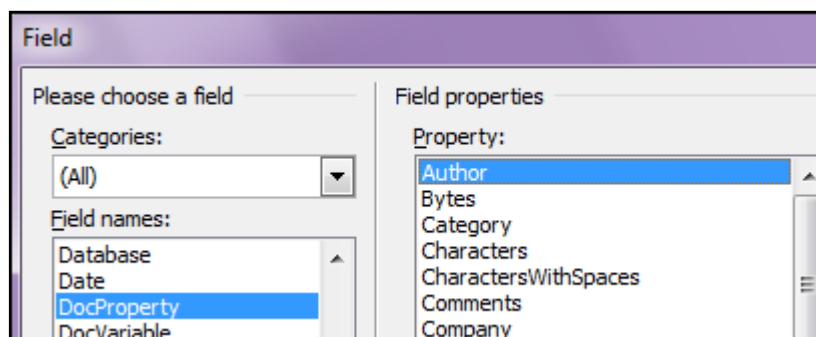 Field
Please choose a field
Categories:
(All)
Field names:
Database
Date
DocProperty
DocVariable
Field properties
Property:
Author
Bytes
Category
Characters
CharactersWithSpaces
Comments
Company